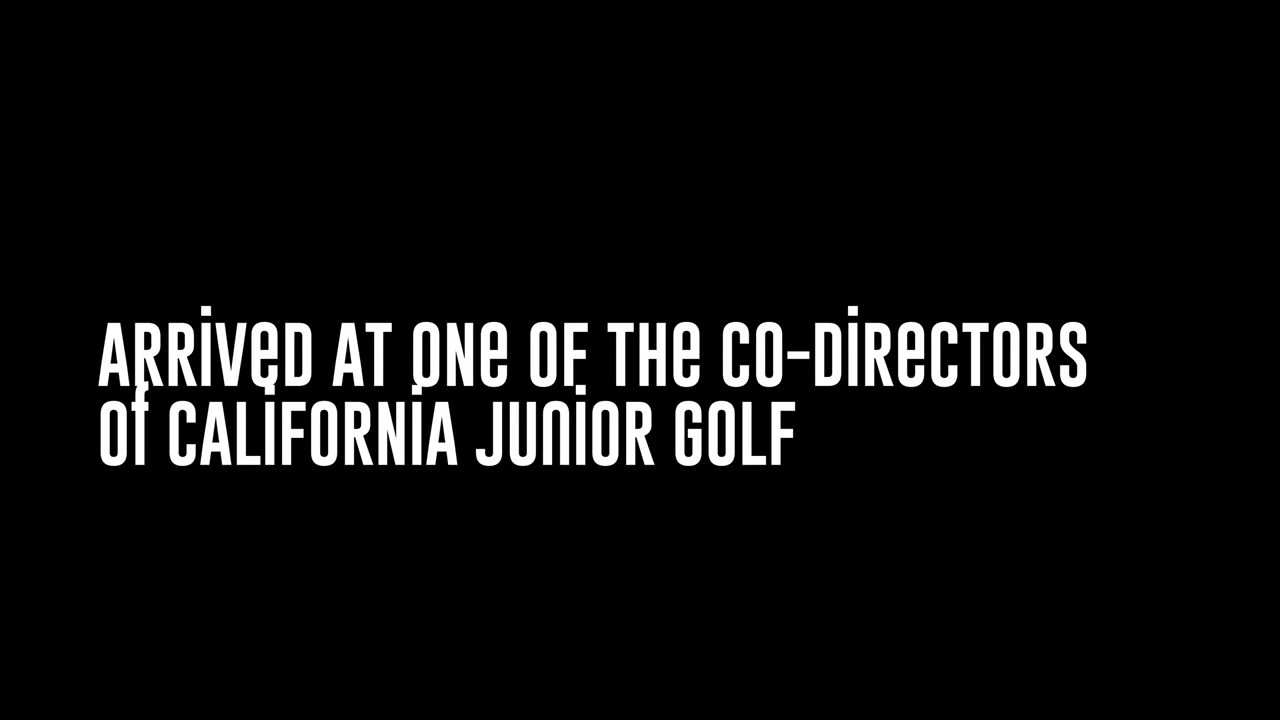 ARRiVeD AT ONe OF THe CO-DiRecTORS
Of CALiFORNiA JUNiOR GOLF